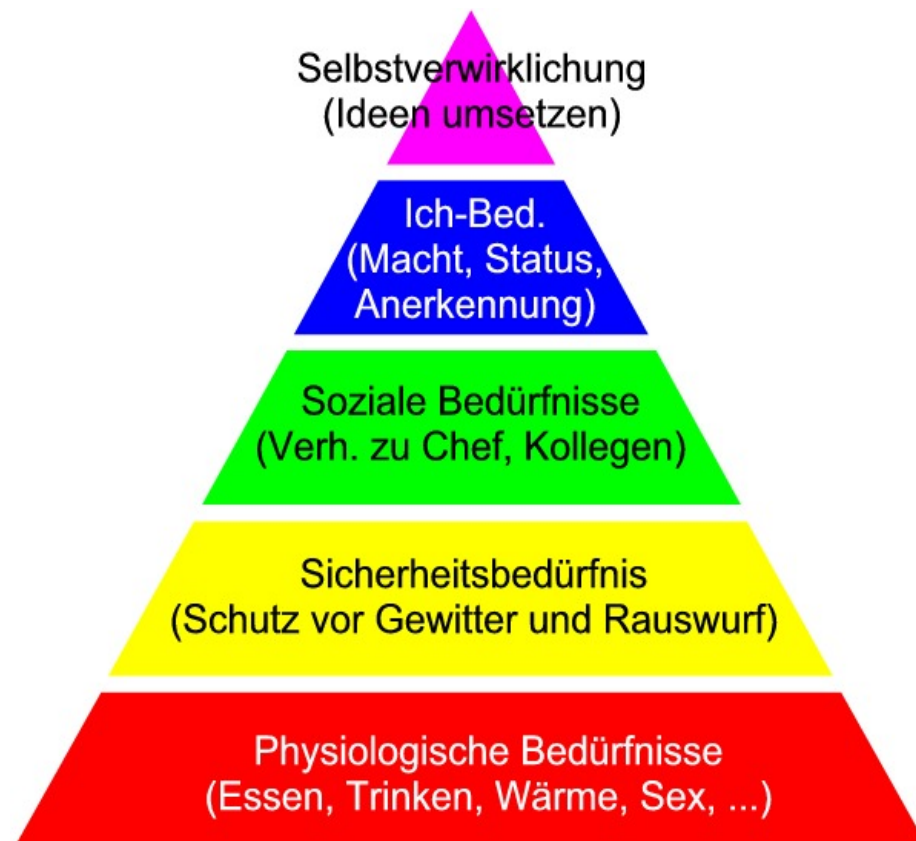 Selbstverwirklichung
(Ideen umsetzen)
Ich-Bed.
(Macht, Status,
Anerkennung)
Soziale Bedürfnisse
(Verh. zu Chef, Kollegen)
Sicherheitsbedürfnis
(Schutz vor Gewitter und Rauswurf)
Physiologische Bedürfnisse
(Essen, Trinken, Wärme, Sex, ...)